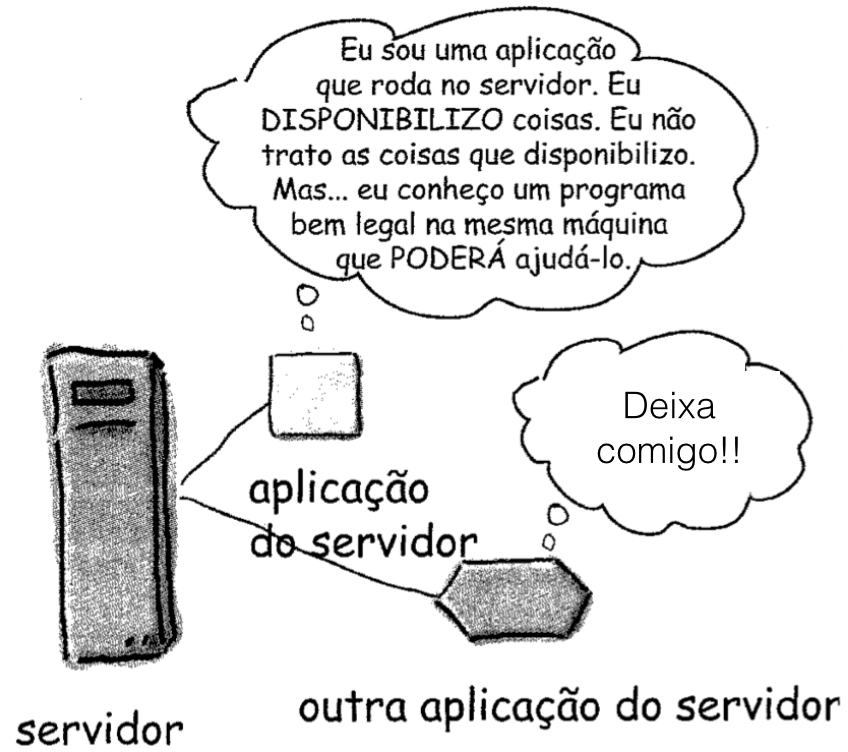 Eu sou uma aplicação
que roda no servidor. Eu
DISPONIBILIZO coisas. Eu não
trato as coisas que disponibilizo.
Mas... eu conheço um programa
bem legal na mesma máquina
que PODERÁ ajudá-lo.
Deixa
comigo!!
aplicação
do servidor
outra aplicação do servidor
servidor